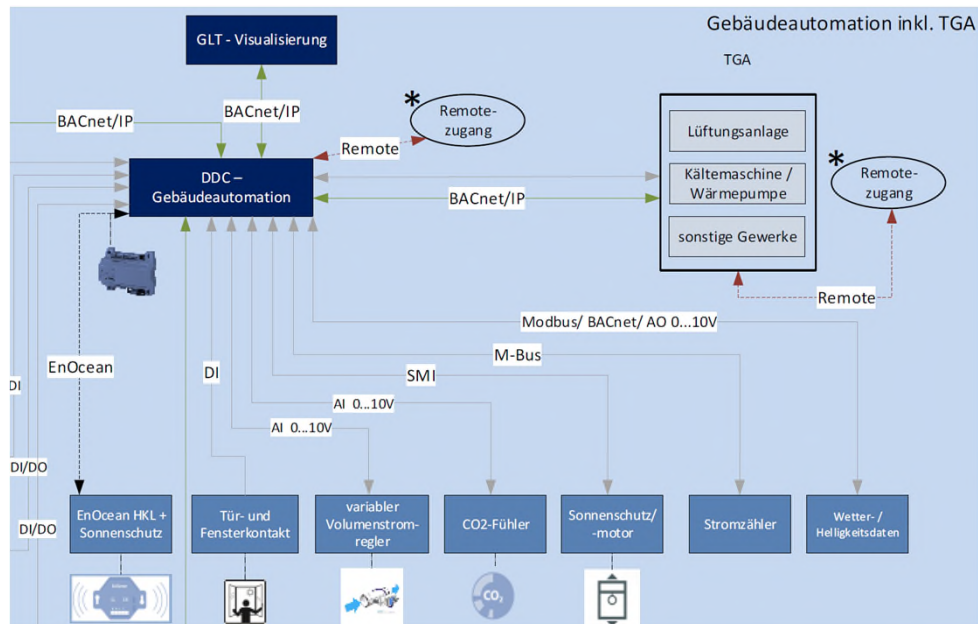 Gebäudeautomation inkl. TGA
GLT - Visualisierung
TGA
BACnet/IP
BACnet/IP
*
Remote-
zugang
Remote
Lüftungsanlage
Kältemaschine /
Wärmepumpe
sonstige Gewerke
*
Remote-
zugang
DDC –
Gebäudeautomation
BACnet/IP
Remote
Modbus/ BACnet/ AO 0...10V
M-Bus
EnOcean
DI
SMI
DI
AI 0...10V
AI 0...10V
DI/DO
DI/DO
EnOcean HKL +
Sonnenschutz
Tür- und
Fensterkontakt
variabler
Volumenstrom-
regler
CO2-Fühler
Sonnenschutz/
-motor
Stromzähler
Wetter- /
Helligkeitsdaten
CO₂